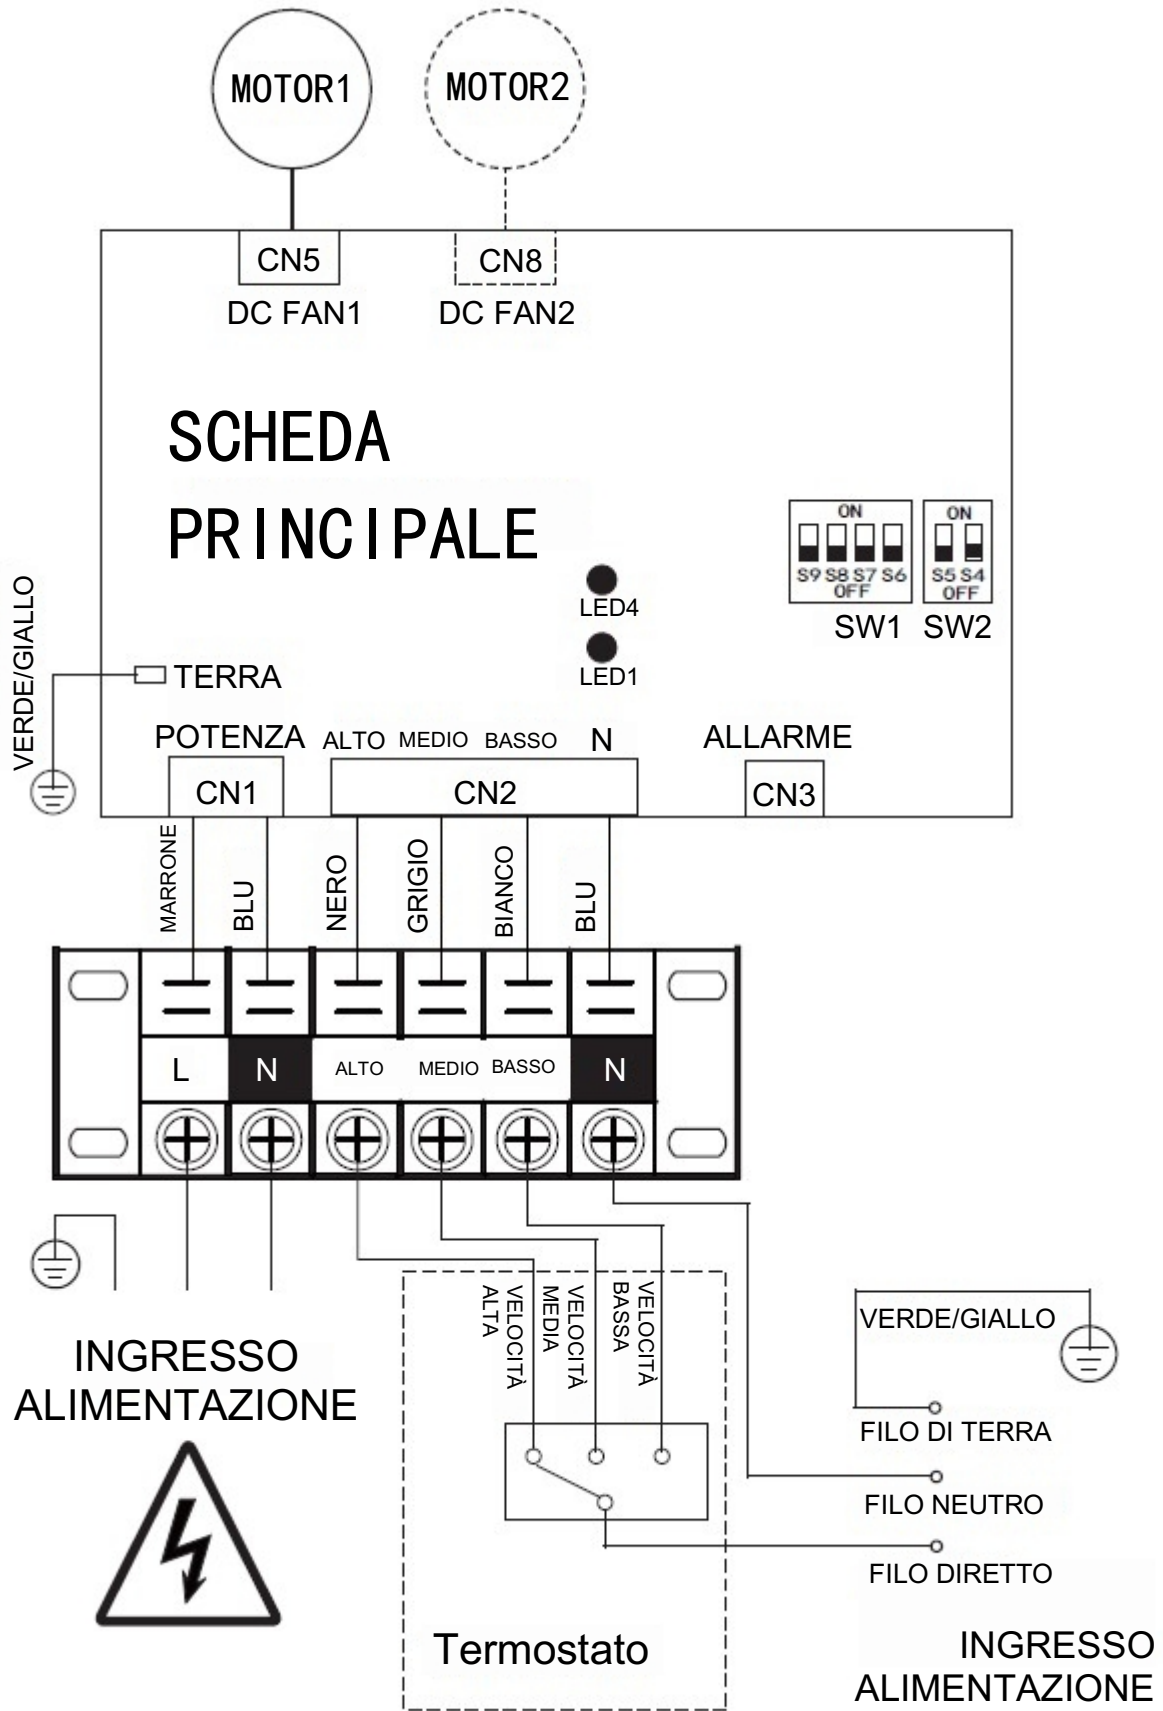 MOTOR1
MOTOR2
CN5
CN8
DC FAN1
DC FAN2
SCHEDA
PRINCIPALE
ON
ON
S9 S8 S7 S6
S5 S4
OFF
OFF
SW1
SW2
LED4
LED1
VERDE/GIALLO
TERRA
POTENZA
ALTO
MEDIO
BASSO
N
ALLARME
CN1
CN2
CN3
MARRONE
BLU
NERO
GRIGIO
BIANCO
BLU
L
N
ALTO
MEDIO
BASSO
N
VELOCITÀ
ALTA
VELOCITÀ
MEDIA
VELOCITÀ
BASSA
INGRESSO
ALIMENTAZIONE
VERDE/GIALLO
FILO DI TERRA
FILO NEUTRO
FILO DIRETTO
Termostato
INGRESSO
ALIMENTAZIONE